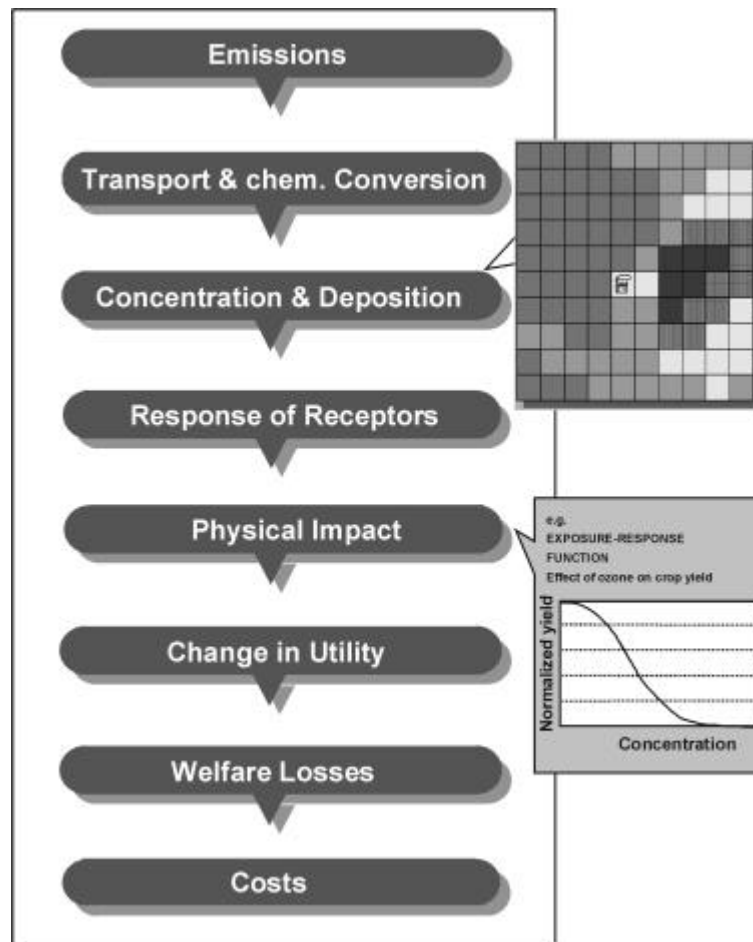 Emissions
Transport & chem. Conversion
Concentration & Deposition
Response of Receptors
Physical Impact
e.g.
EXPOSURE-RESPONSE
FUNCTION
Effect of ozone on crop yield
Normalized yield
Concentration
Change in Utility
Welfare Losses
Costs